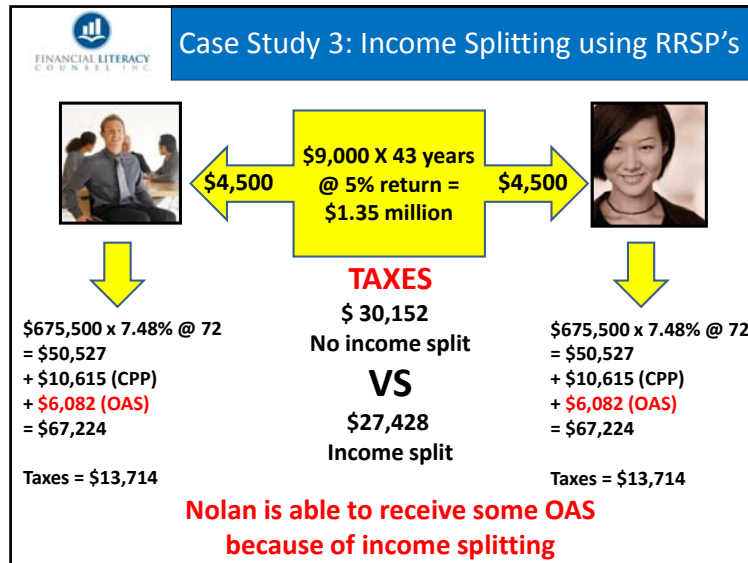 FINANCIAL LITERACY
COUNSEL INC.
Case Study 3: Income Splitting using RRSP's
$4,500
$9,000 X 43 years
@ 5% return =
$1.35 million
$4,500
TAXES
$ 30,152
No income split
VS
$27,428
Income split
$675,500 x 7.48% @ 72
= $50,527
+ $10,615 (CPP)
+ $6,082 (OAS)
= $67,224
Taxes = $13,714
$675,500 x 7.48% @ 72
= $50,527
+ $10,615 (CPP)
+ $6,082 (OAS)
= $67,224
Taxes = $13,714
Nolan is able to receive some OAS
because of income splitting